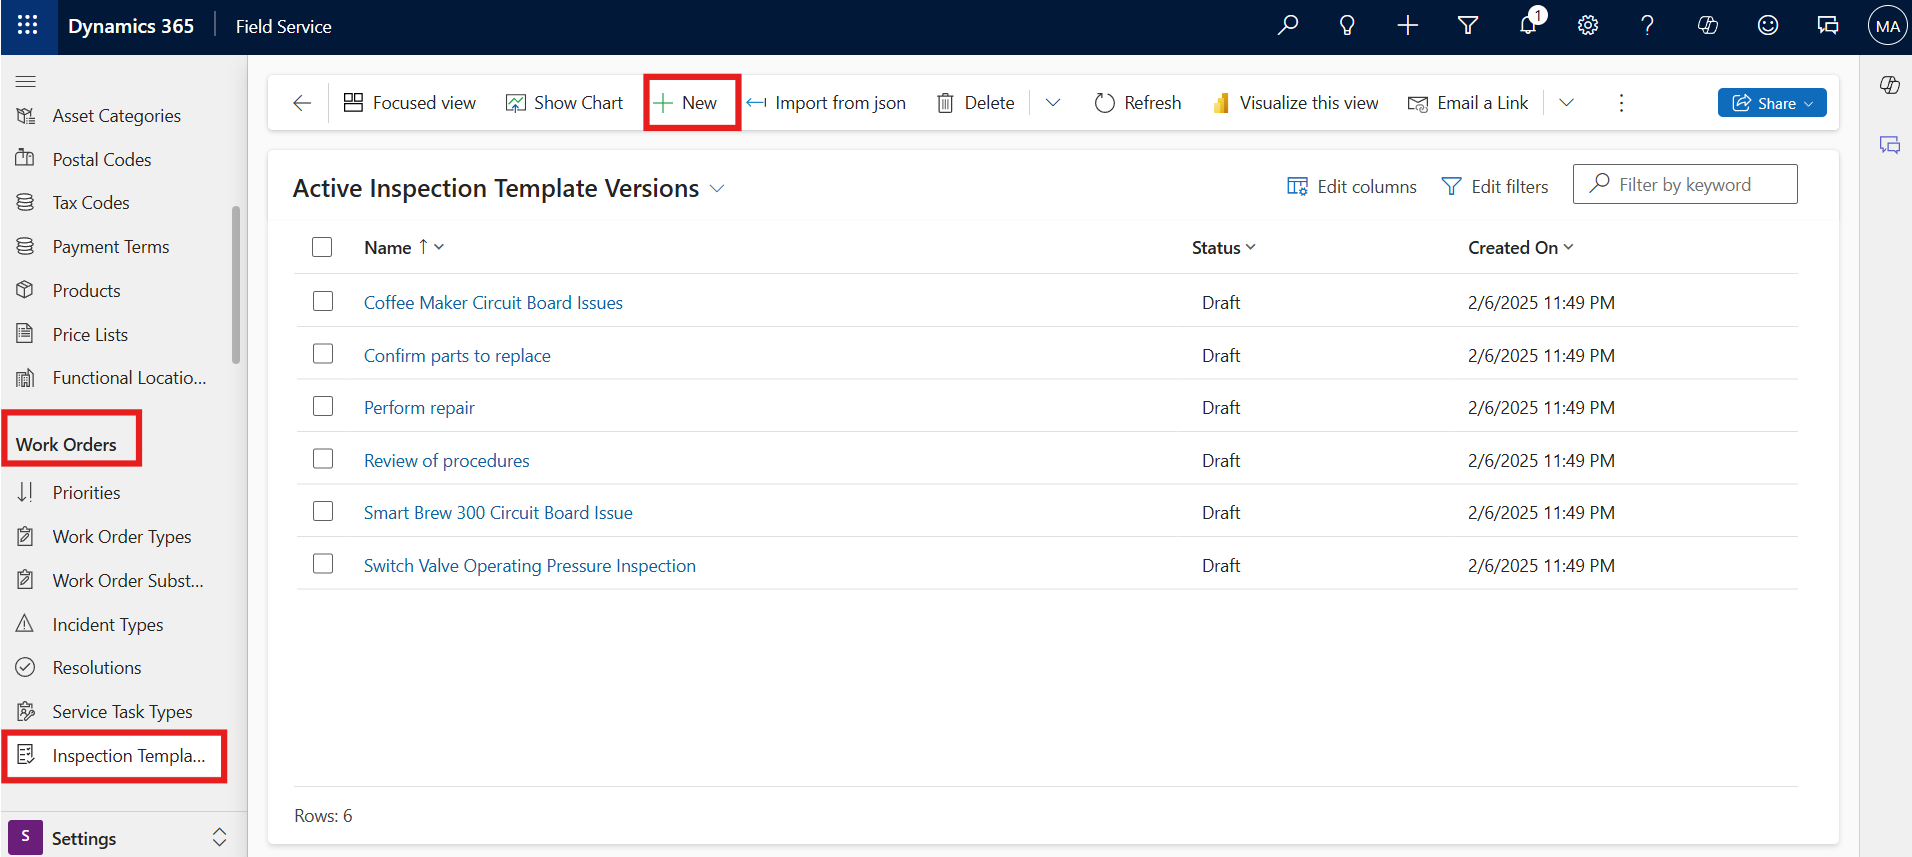 Dynamics 365 Field Service 1 MA
Focused view Show Chart New Import from json Delete Refresh Visualize this view Email a Link Share
Asset Categories
Postal Codes
Tax Codes
Payment Terms
Products
Price Lists
Functional Locatio...
Work Orders
Priorities
Work Order Types
Work Order Subst...
Incident Types
Resolutions
Service Task Types
Inspection Templa...
S Settings
Active Inspection Template Versions
Edit columns Edit filters Filter by keyword
Name Status Created On
Coffee Maker Circuit Board Issues Draft 2/6/2025 11:49 PM
Confirm parts to replace Draft 2/6/2025 11:49 PM
Perform repair Draft 2/6/2025 11:49 PM
Review of procedures Draft 2/6/2025 11:49 PM
Smart Brew 300 Circuit Board Issue Draft 2/6/2025 11:49 PM
Switch Valve Operating Pressure Inspection Draft 2/6/2025 11:49 PM
Rows: 6